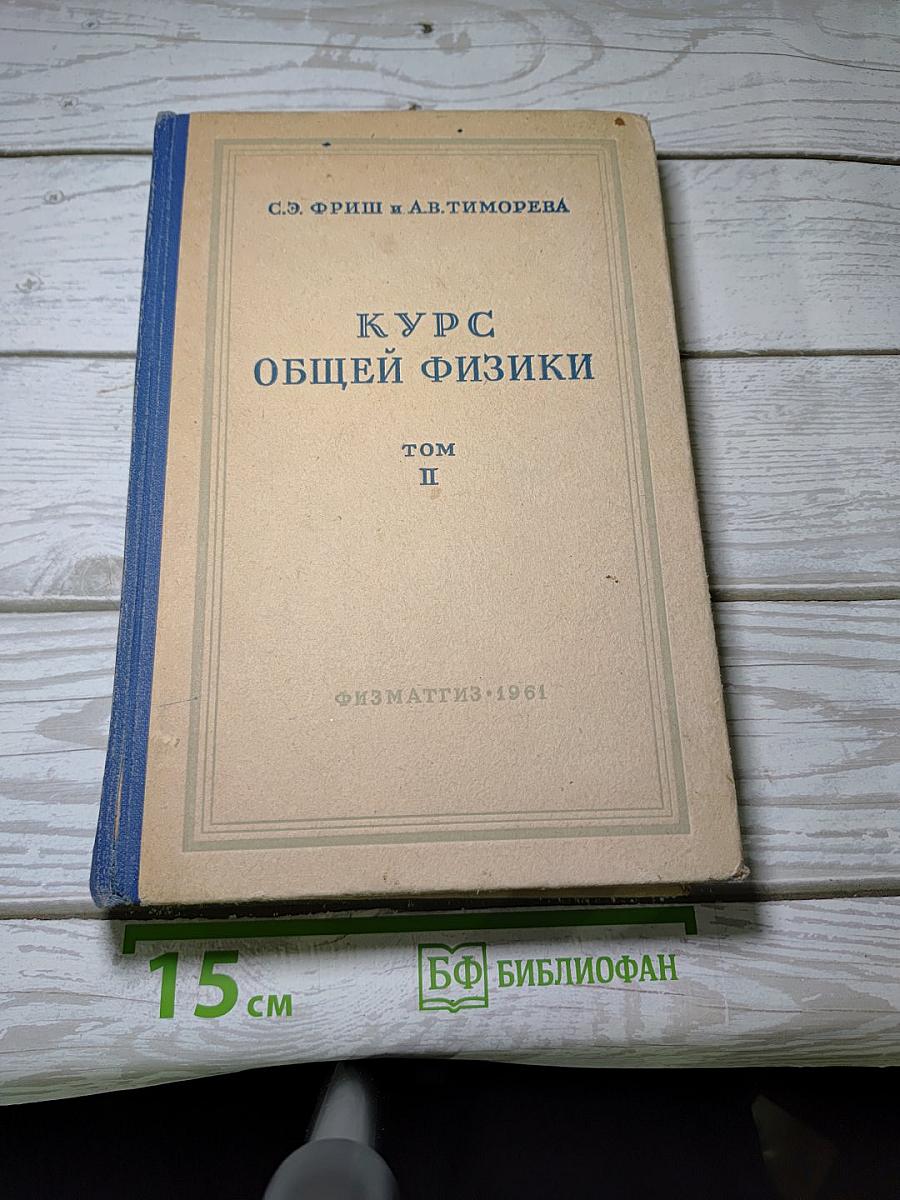 С.Э. ФРИШ и А.В. ТИМОРЕВА
КУРС
ОБЩЕЙ ФИЗИКИ
ТОМ
II
ФИЗМАТГИЗ • 1961
15 см
БФ БИБЛИОФАН